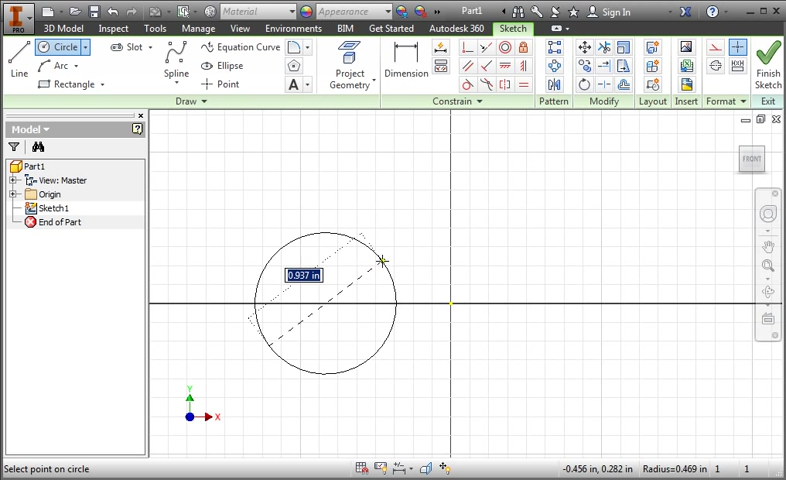 PRO
Material
Appearance
Part1
Sign In
3D Model
Tools
Manage
View
Environments
BIM
Get Started
Autodesk 360
Sketch
Line
Circle
Arc
Rectangle
Slot
Spline
Equation Curve
Ellipse
Point
A
Project
Geometry
Dimension
Finish
Sketch
Draw
Constrain
Pattern
Modify
Layout
Insert
Format
Exit
Model
Part1
View: Master
Origin
Sketch1
End of Part
FRONT
0.937 in
Y
X
Select point on circle
-0.456 in, 0.282 in
Radius=0.469 in
1
1